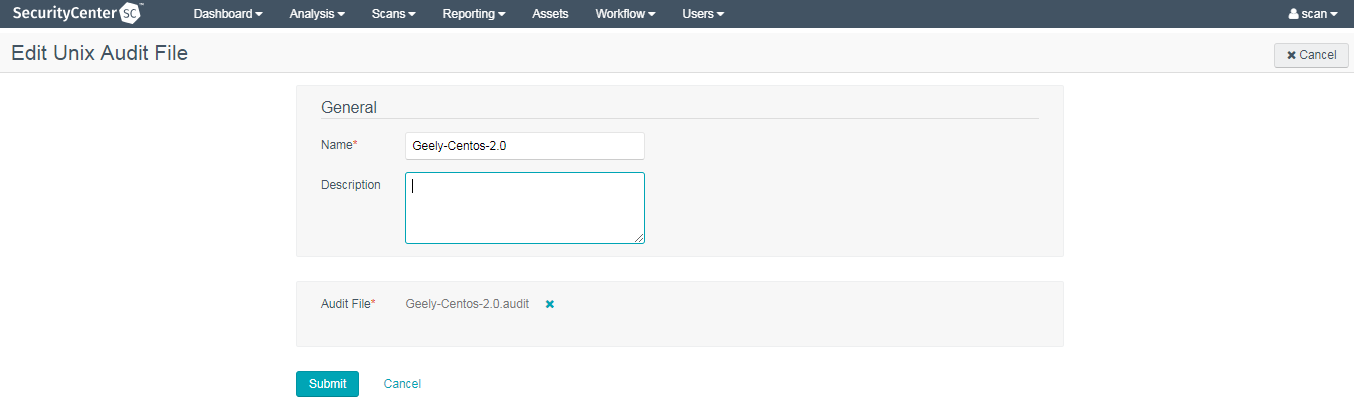 SecurityCenter SC Dashboard Analysis Scans Reporting Assets Workflow Users scan
Edit Unix Audit File
Cancel
General
Name* Geely-Centos-2.0
Description
Audit File* Geely-Centos-2.0.audit
Submit Cancel